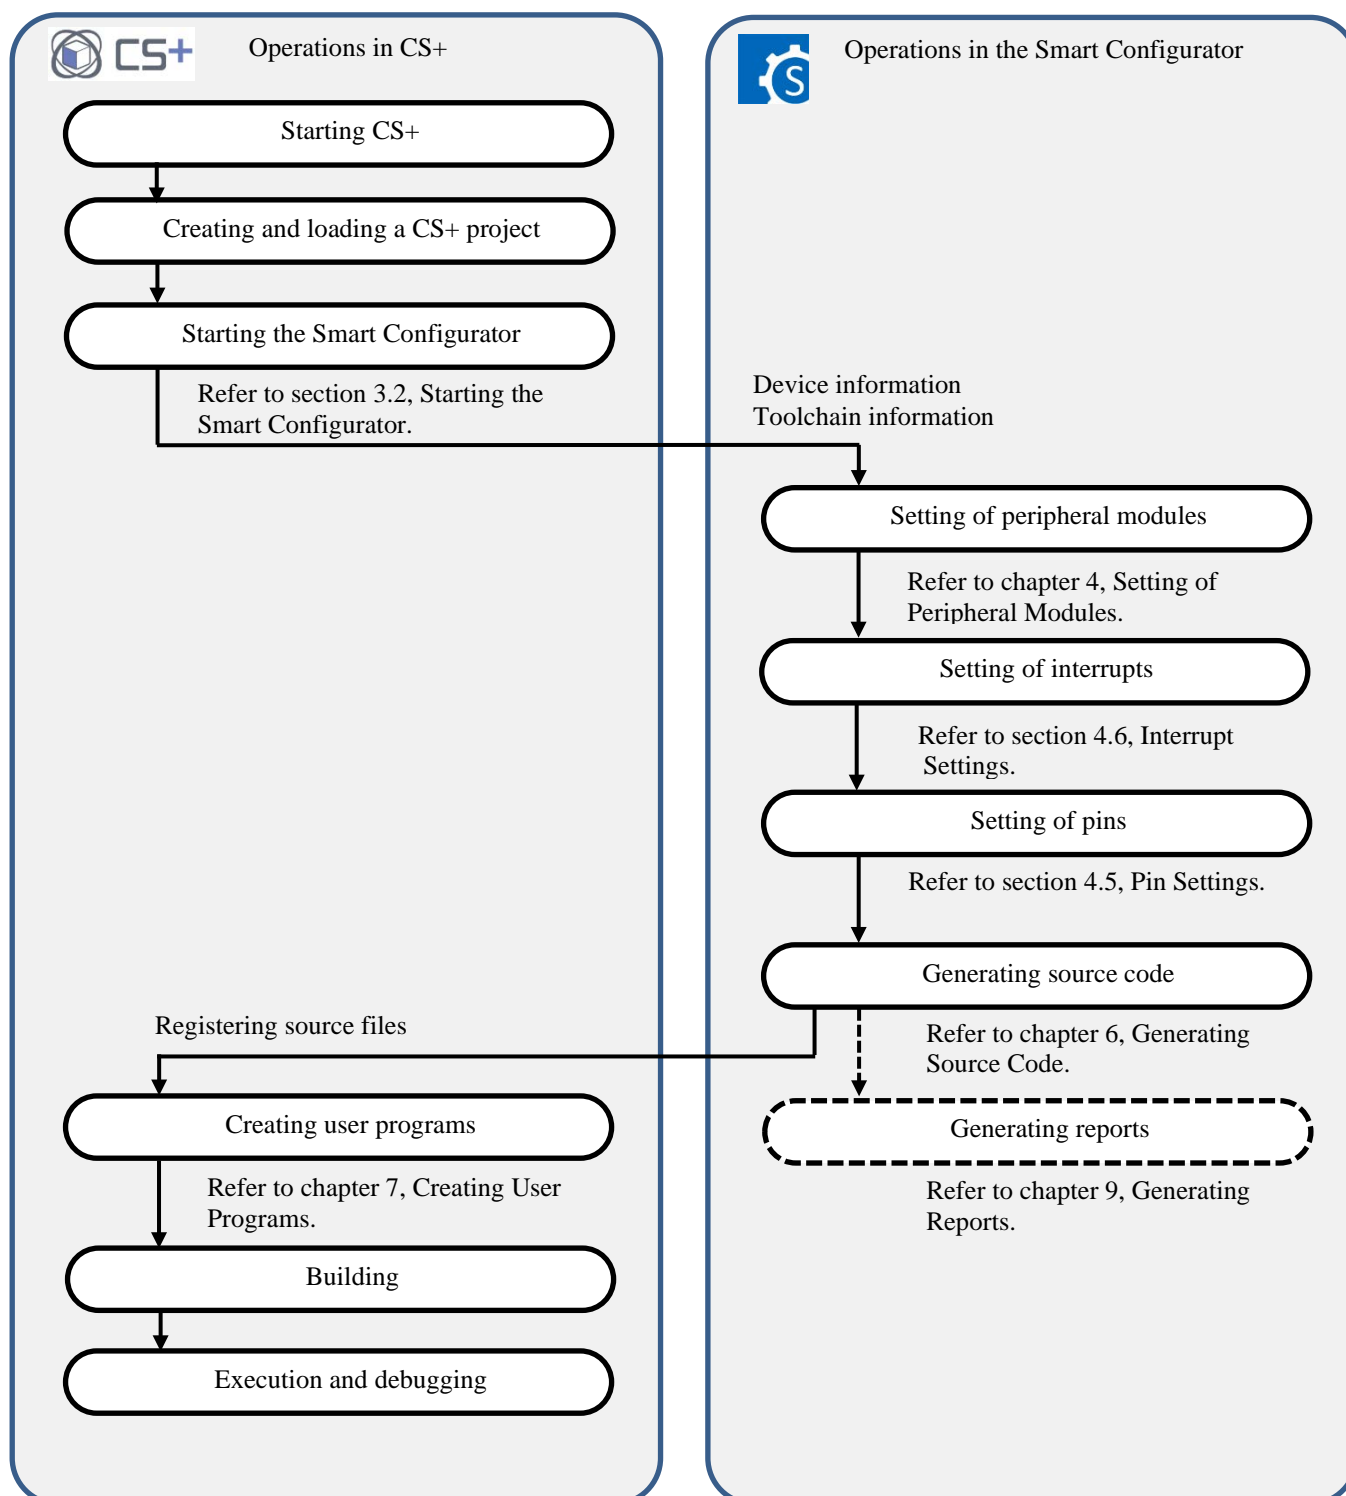 CS+
Operations in CS+
Starting CS+
Creating and loading a CS+ project
Starting the Smart Configurator
Refer to section 3.2, Starting the
Smart Configurator.
S
Operations in the Smart Configurator
Device information
Toolchain information
Setting of peripheral modules
Refer to chapter 4, Setting of
Peripheral Modules.
Setting of interrupts
Refer to section 4.6, Interrupt
Settings.
Setting of pins
Refer to section 4.5, Pin Settings.
Generating source code
Refer to chapter 6, Generating
Source Code.
Generating reports
Refer to chapter 9, Generating
Reports.
Registering source files
Creating user programs
Refer to chapter 7, Creating User
Programs.
Building
Execution and debugging